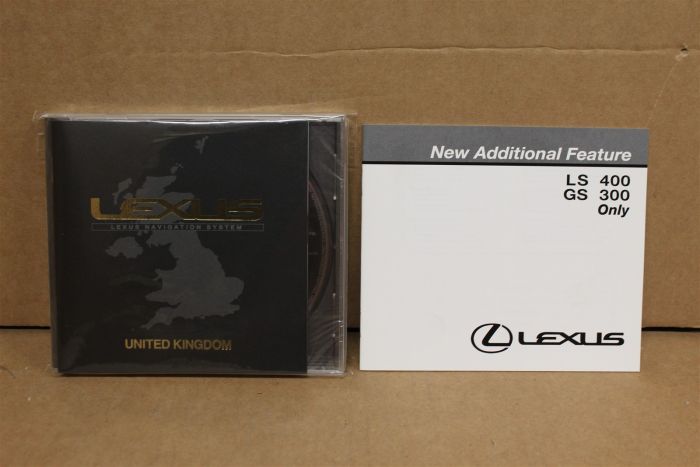 LEXUS
LEXUS NAVIGATION SYSTEM
UNITED KINGDOM
New Additional Feature
LS 400
GS 300
Only
LEXUS